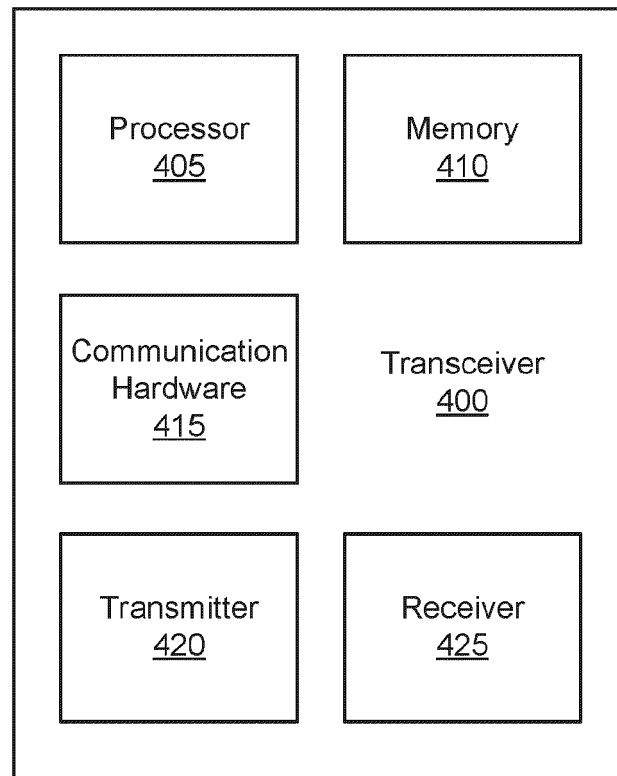 Processor
405
Memory
410
Communication
Hardware
415
Transceiver
400
Transmitter
420
Receiver
425